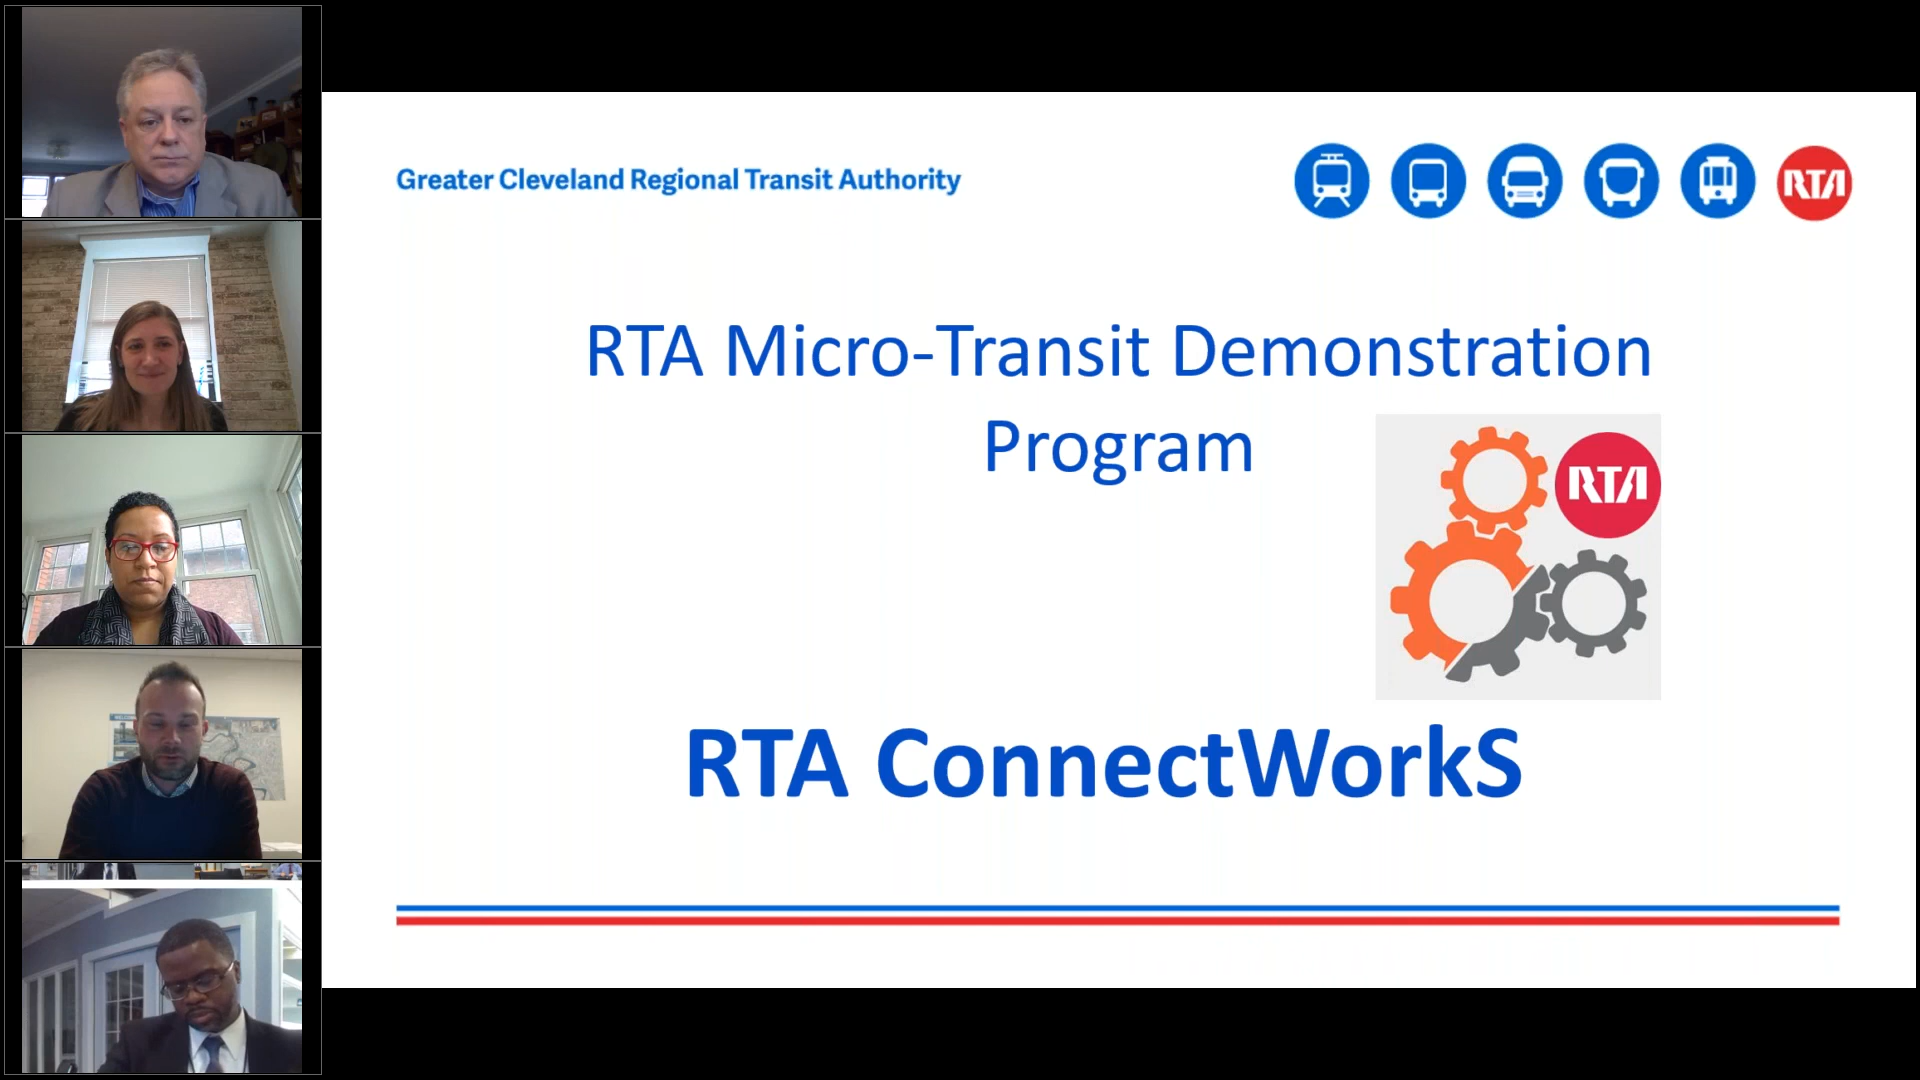 Greater Cleveland Regional Transit Authority
RTA
RTA Micro-Transit Demonstration
Program
RTA
RTA ConnectWorkS